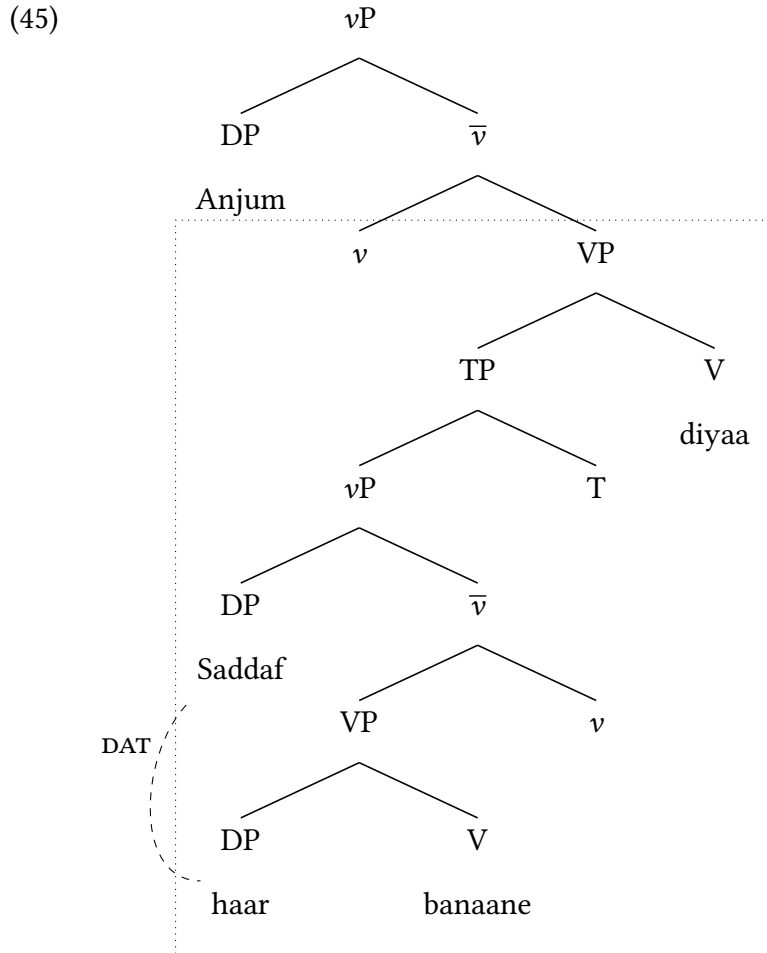 (45) vP
DP v̅
Anjum
v VP
TP V
diyaa
vP T
DP v̅
Saddaf
VP v
DAT
DP V
haar banaane